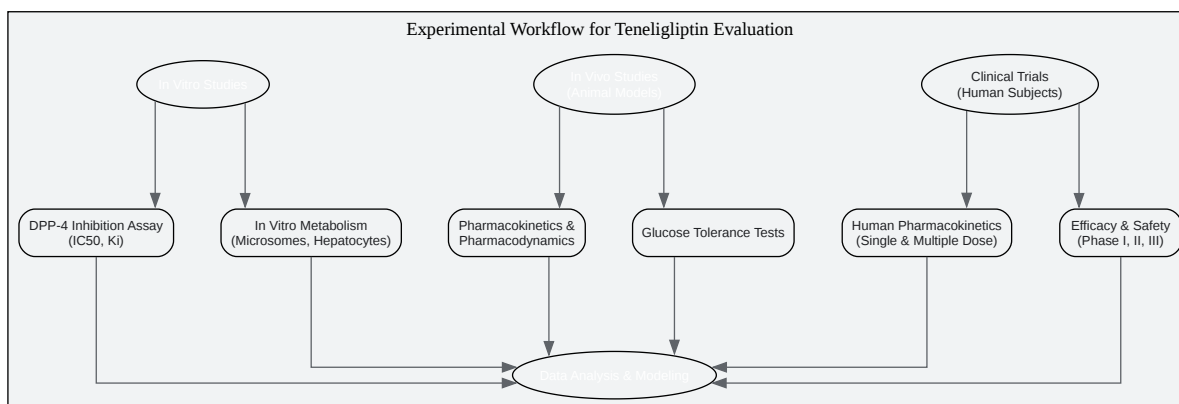 Experimental Workflow for Teneligliptin Evaluation
In Vitro Studies
In Vivo Studies
(Animal Models)
Clinical Trials
(Human Subjects)
DPP-4 Inhibition Assay
(IC50, Ki)
In Vitro Metabolism
(Microsomes, Hepatocytes)
Pharmacokinetics &
Pharmacodynamics
Glucose Tolerance Tests
Human Pharmacokinetics
(Single & Multiple Dose)
Efficacy & Safety
(Phase I, II, III)
Data Analysis & Modeling